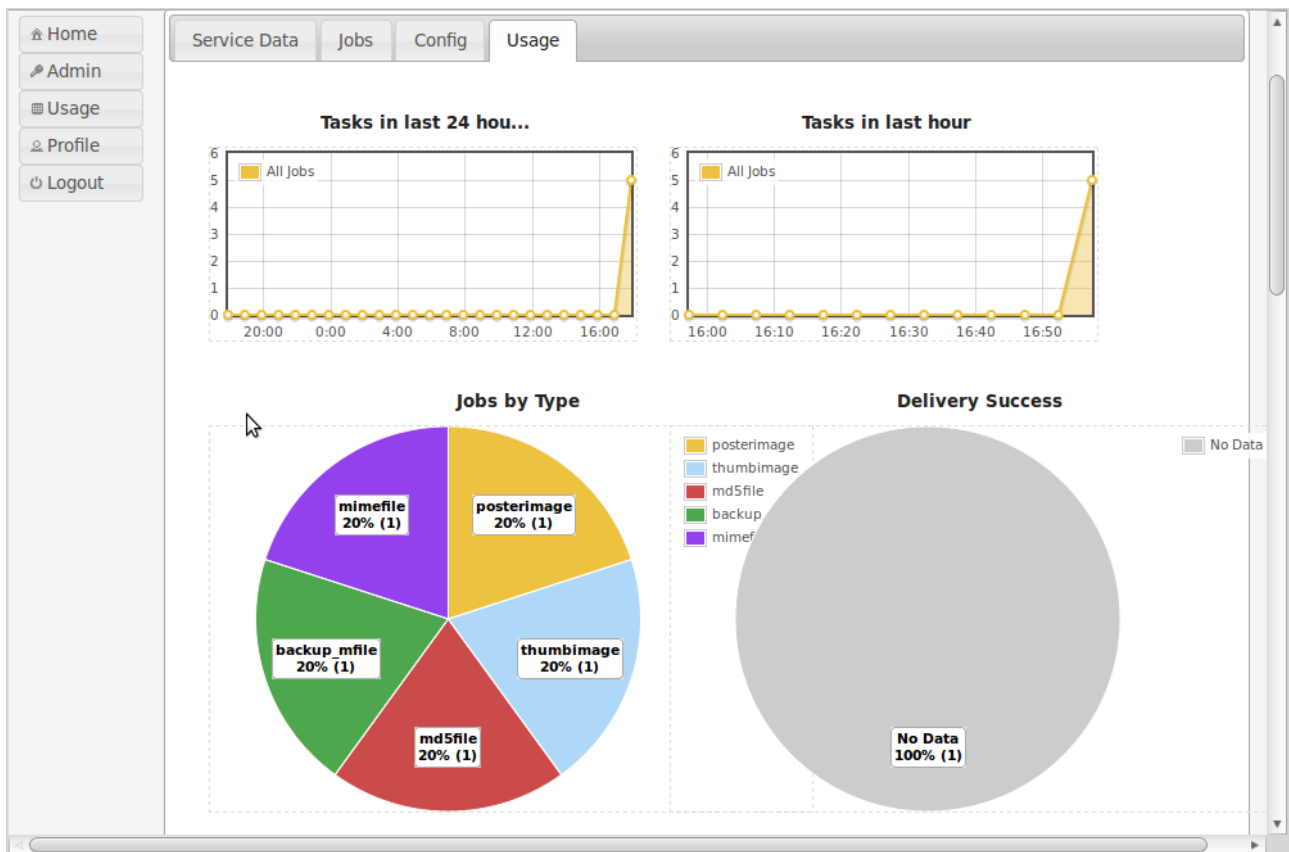 Home
Admin
Usage
Profile
Logout
Service Data
Jobs
Config
Usage
Tasks in last 24 hou...
6
5
4
3
2
1
0
All Jobs
20:00 0:00 4:00 8:00 12:00 16:00
Tasks in last hour
6
5
4
3
2
1
0
All Jobs
16:00 16:10 16:20 16:30 16:40 16:50
Jobs by Type
mimefile
20% (1)
posterimage
20% (1)
backup_mfile
20% (1)
thumbimage
20% (1)
md5file
20% (1)
posterimage
thumbimage
md5file
backup
mimef
Delivery Success
No Data
No Data
100% (1)